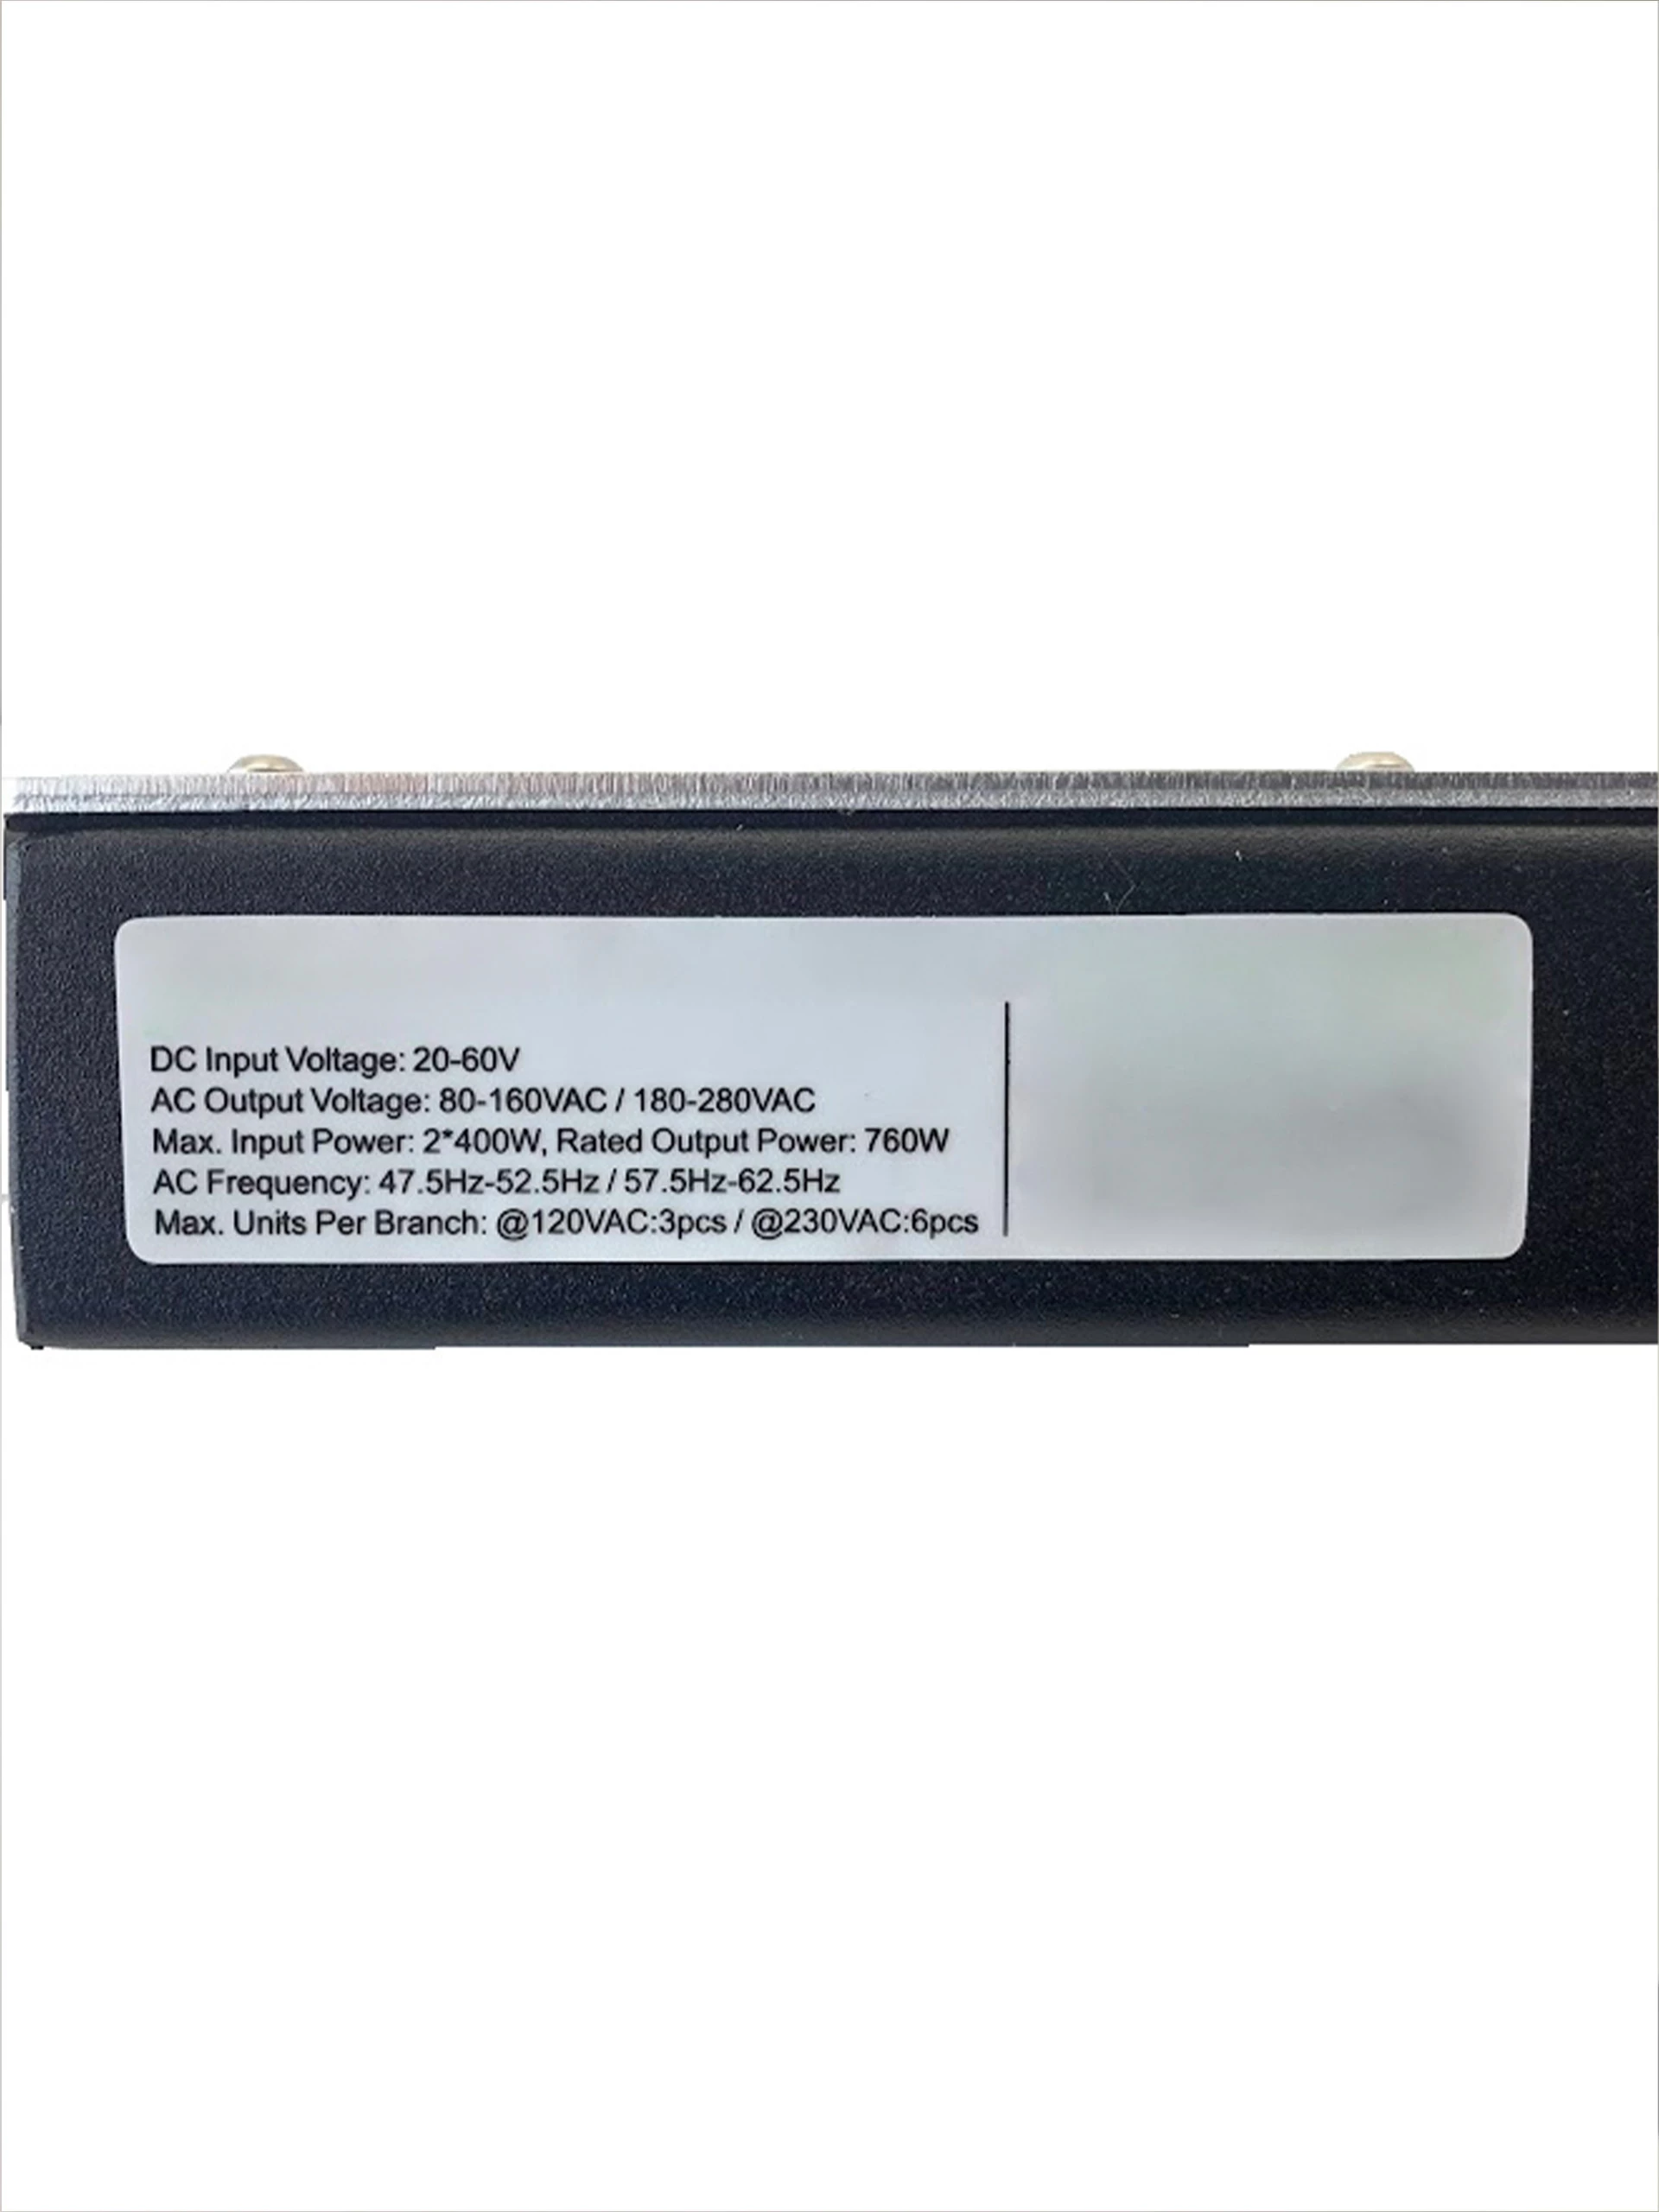 DC Input Voltage: 20-60V
AC Output Voltage: 80-160VAC / 180-280VAC
Max. Input Power: 2*400W, Rated Output Power: 760W
AC Frequency: 47.5Hz-52.5Hz / 57.5Hz-62.5Hz
Max. Units Per Branch: @120VAC:3pcs / @230VAC:6pcs